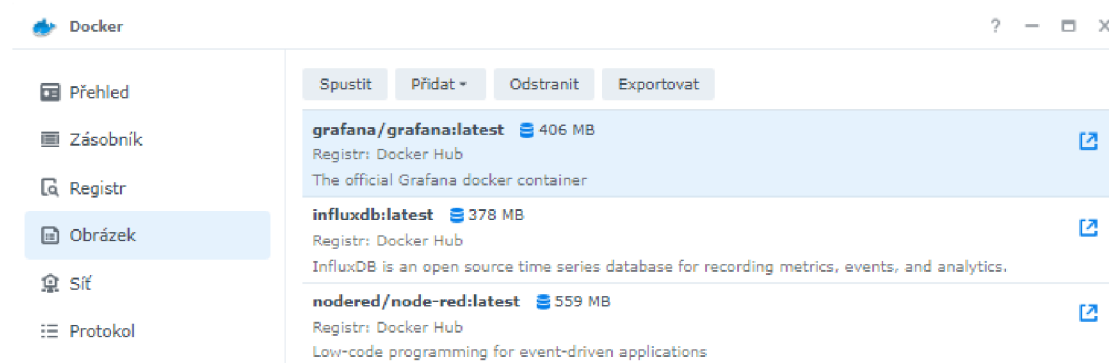 Docker
? — X
Přehled
Zásobník
Registr
Obrázek
Síť
Protokol
Spustit Přidat Odstranit Exportovat
grafana/grafana:latest 406 MB
Registr: Docker Hub
The official Grafana docker container
influxdb:latest 378 MB
Registr: Docker Hub
InfluxDB is an open source time series database for recording metrics, events, and analytics.
nodered/node-red:latest 559 MB
Registr: Docker Hub
Low-code programming for event-driven applications